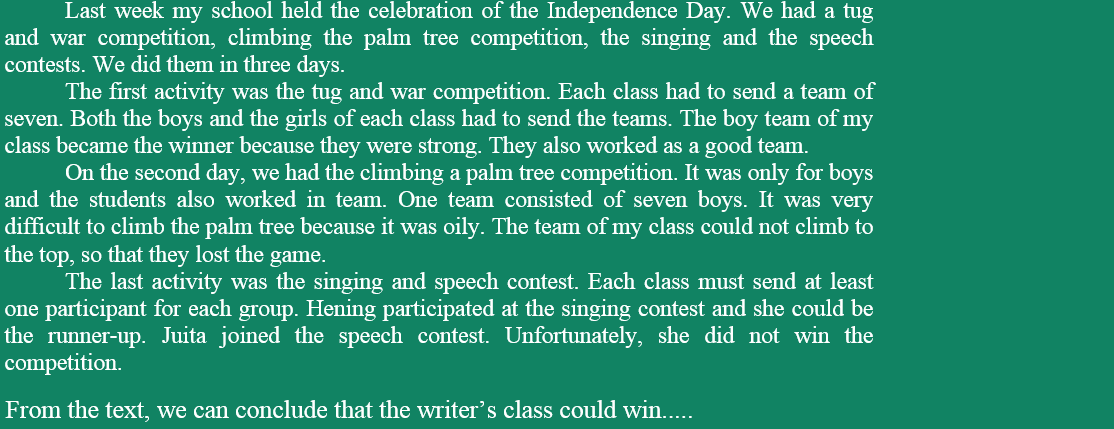 Last week my school held the celebration of the Independence Day. We had a tug
and war competition, climbing the palm tree competition, the singing and the speech
contests. We did them in three days.
The first activity was the tug and war competition. Each class had to send a team of
seven. Both the boys and the girls of each class had to send the teams. The boy team of my
class became the winner because they were strong. They also worked as a good team.
On the second day, we had the climbing a palm tree competition. It was only for boys
and the students also worked in team. One team consisted of seven boys. It was very
difficult to climb the palm tree because it was oily. The team of my class could not climb to
the top, so that they lost the game.
The last activity was the singing and speech contest. Each class must send at least
one participant for each group. Hening participated at the singing contest and she could be
the runner-up. Juita joined the speech contest. Unfortunately, she did not win the
competition.
From the text, we can conclude that the writer’s class could win.....